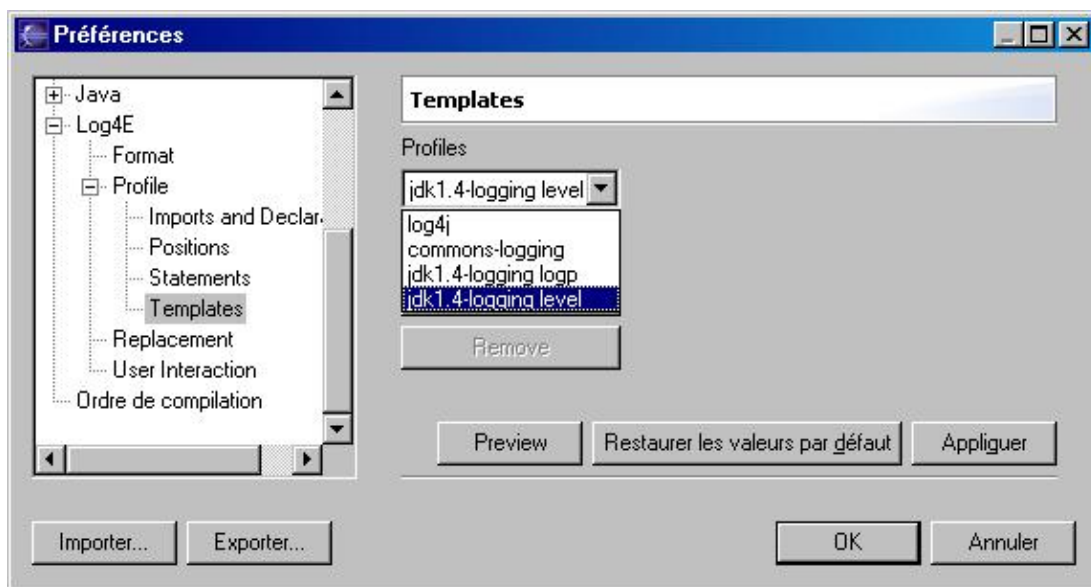 Préférences
Java
Log4E
Format
Profile
Imports and Declar
Positions
Statements
Templates
Replacement
User Interaction
Ordre de compilation
Templates
Profiles
jdk1.4-logging level
log4j
commons-logging
jdk1.4-logging logp
jdk1.4-logging level
Remove
Preview
Restaurer les valeurs par défaut
Appliquer
Importer...
Exporter...
OK
Annuler